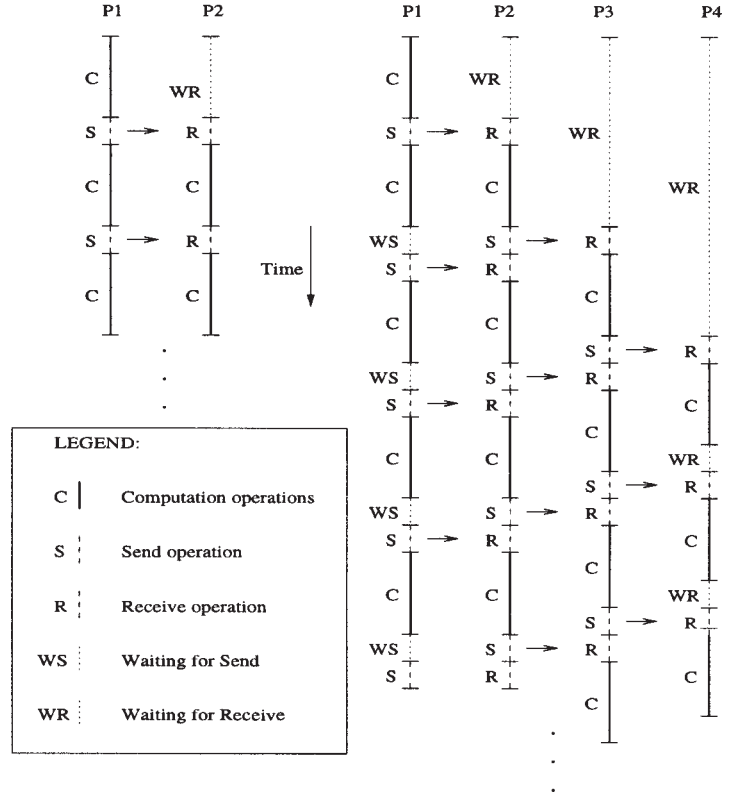 P1 P2 P1 P2 P3 P4
C C
WR WR
S R S R WR
WR
C C C C
S R WS S R
Time S R
C C C
C C
S R
WS S R
S R C
LEGEND: C
C C WR
S R
C Computation operations WS S R
S Send operation S R C
C
R Receive operation C C WR
S R
WS Waiting for Send WS S R
S R C
WR Waiting for Receive C